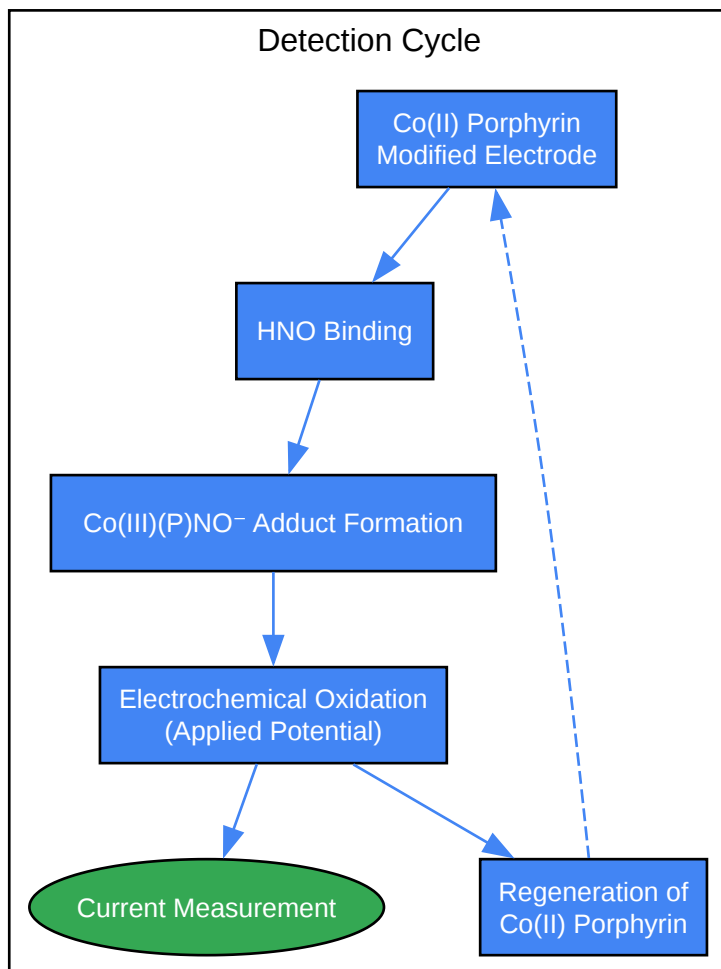 Detection Cycle
Co(II) Porphyrin
Modified Electrode
HNO Binding
Co(III)(P)NO⁻ Adduct Formation
Electrochemical Oxidation
(Applied Potential)
Current Measurement
Regeneration of
Co(II) Porphyrin